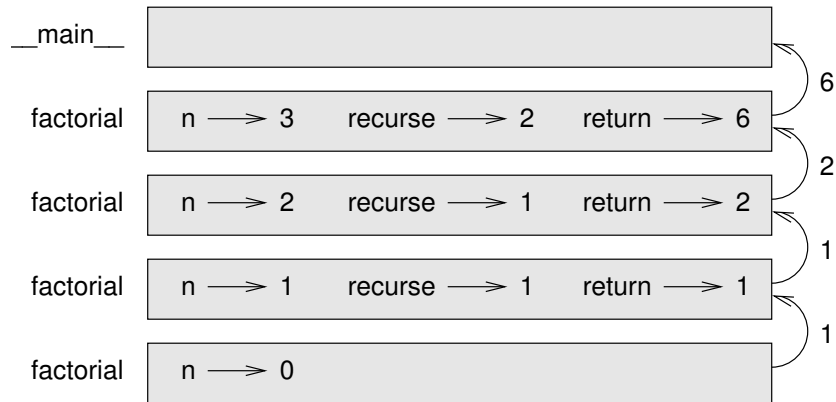 __main__
6
factorial n 3 recurse 2 return 6
2
factorial n 2 recurse 1 return 2
1
factorial n 1 recurse 1 return 1
1
factorial n 0